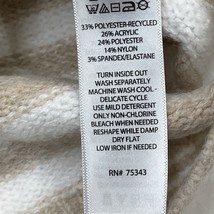 33% POLYESTER-RECYCLED
26% ACRYLIC
24% POLYESTER
14% NYLON
3% SPANDEX/ELASTANE
TURN INSIDE OUT
WASH SEPARATELY
MACHINE WASH COOL -
DELICATE CYCLE
USE MILD DETERGENT
ONLY NON-CHLORINE
BLEACH WHEN NEEDED
RESHAPE WHILE DAMP
DRY FLAT
LOW IRON IF NEEDED
RN# 75343